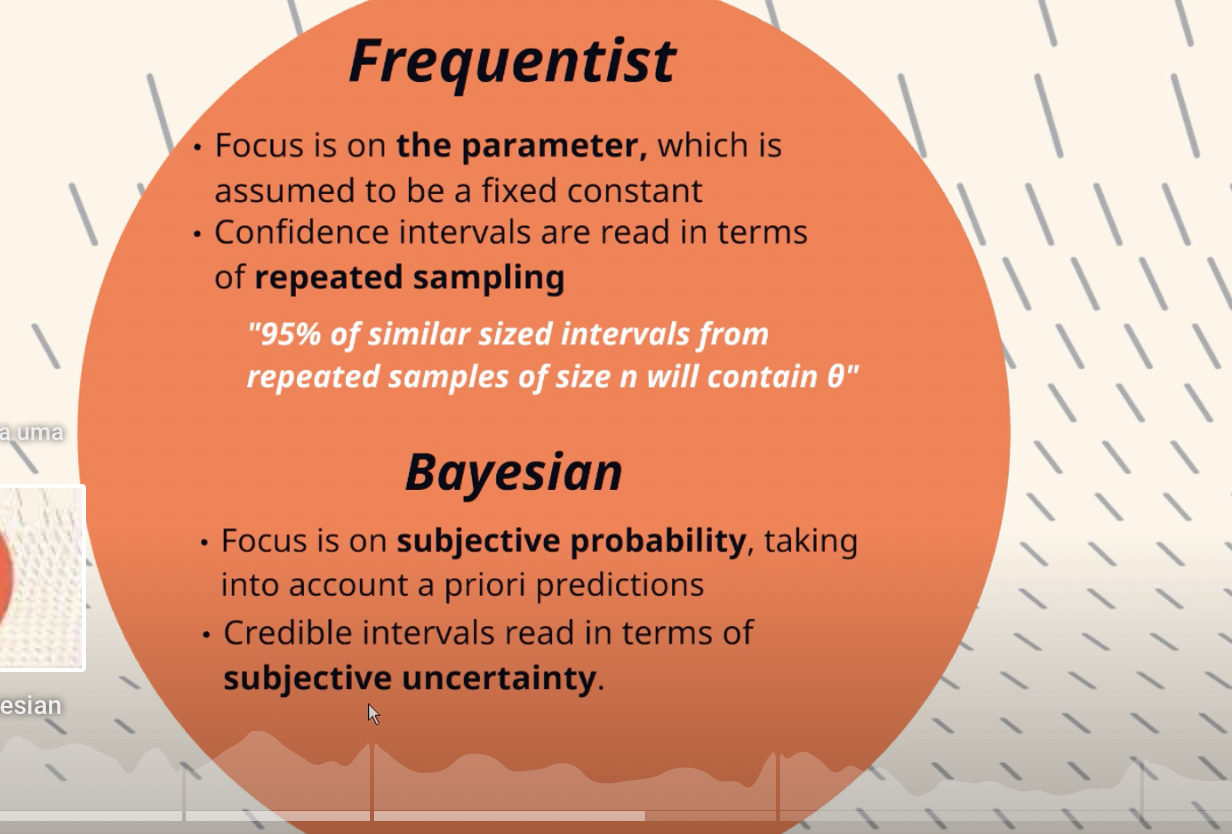 Frequentist
• Focus is on the parameter, which is
assumed to be a fixed constant
• Confidence intervals are read in terms
of repeated sampling
"95% of similar sized intervals from
repeated samples of size n will contain θ"
a uma
Bayesian
• Focus is on subjective probability, taking
into account a priori predictions
• Credible intervals read in terms of
subjective uncertainty.
esian